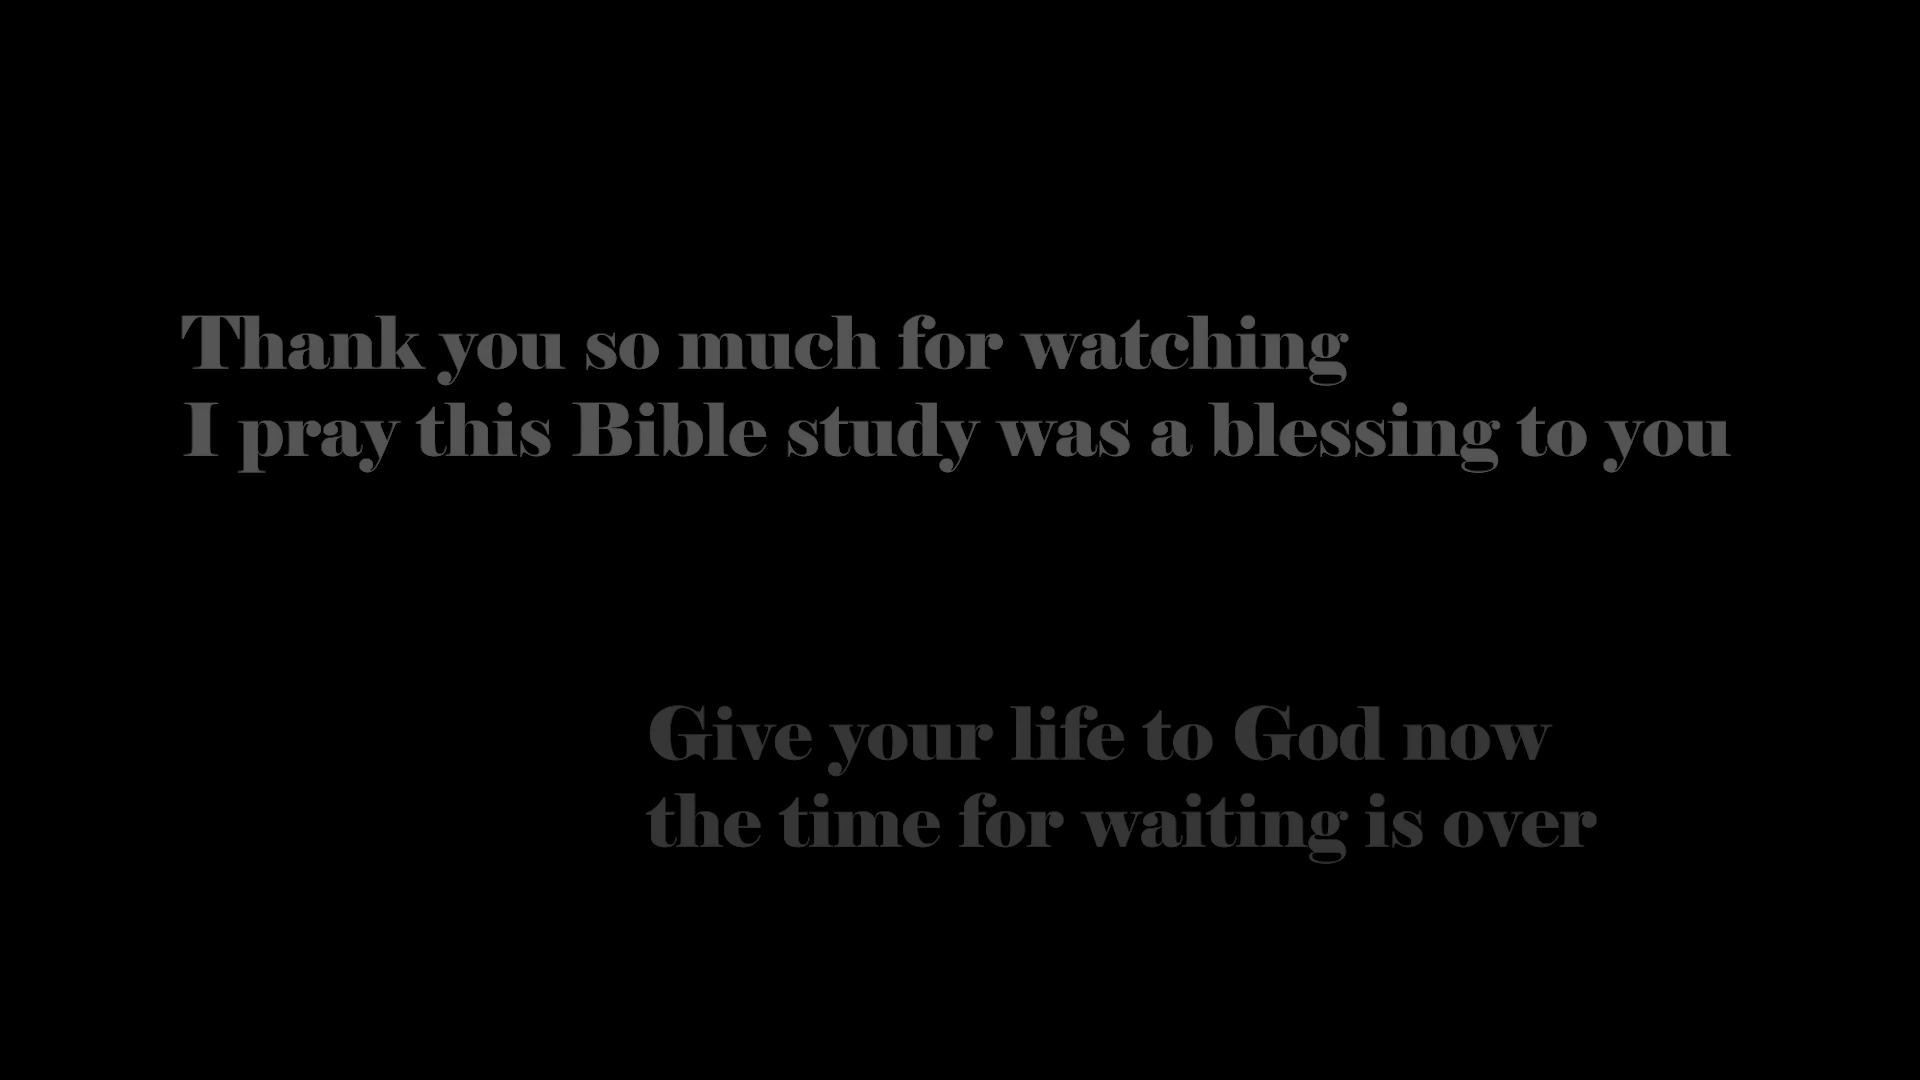 Thank you so much for watching
I pray this Bible study was a blessing to you
Give your life to God now
the time for waiting is over